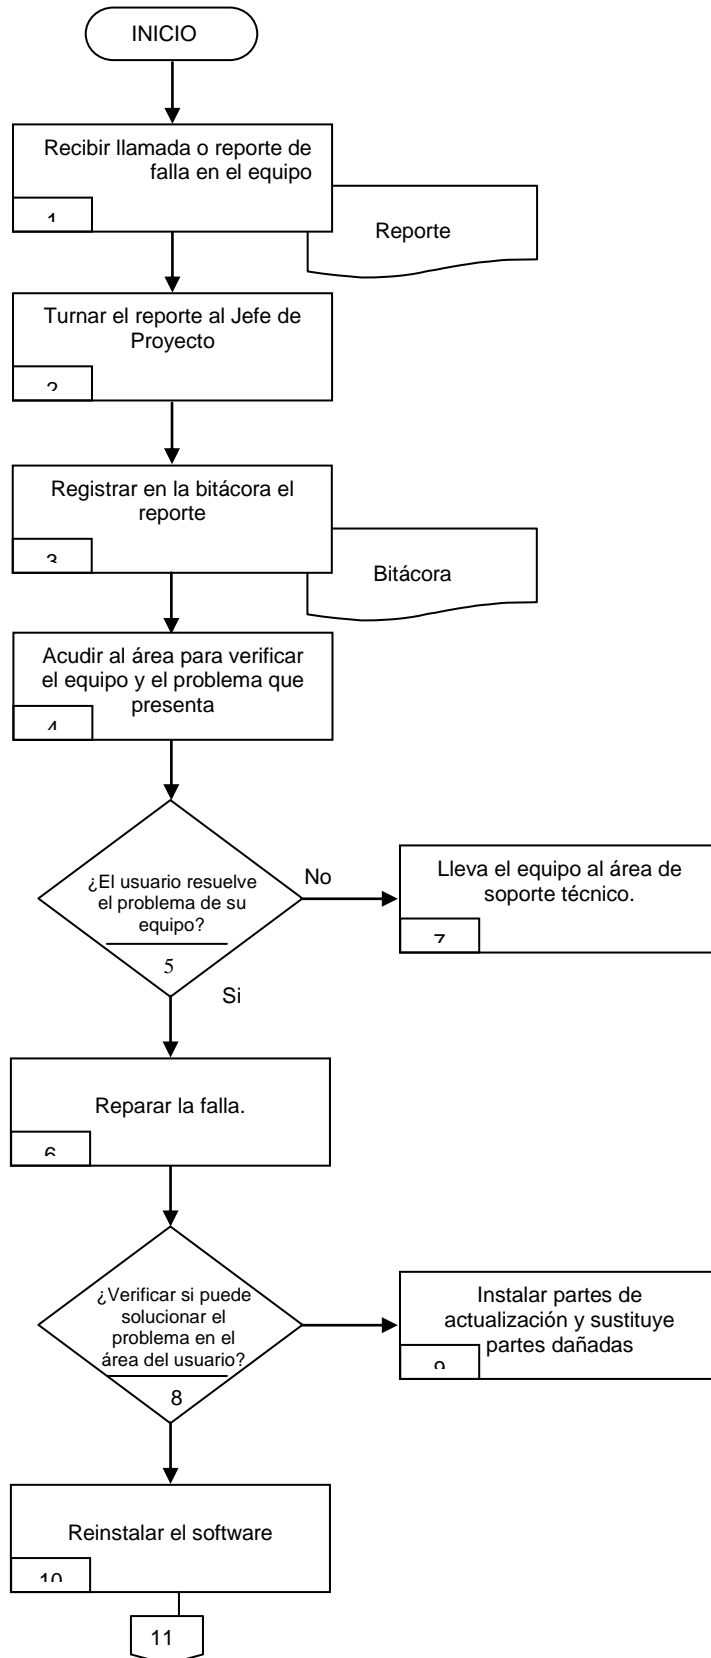 INICIO
Recibir llamada o reporte de
falla en el equipo
1
Reporte
Turnar el reporte al Jefe de
Proyecto
2
Registrar en la bitácora el
reporte
3
Bitácora
Acudir al área para verificar
el equipo y el problema que
presenta
4
¿El usuario resuelve
el problema de su
equipo?
5
No
Lleva el equipo al área de
soporte técnico.
7
Si
Reparar la falla.
6
¿Verificar si puede
solucionar el
problema en el
área del usuario?
8
Instalar partes de
actualización y sustituye
partes dañadas
9
Reinstalar el software
10
11